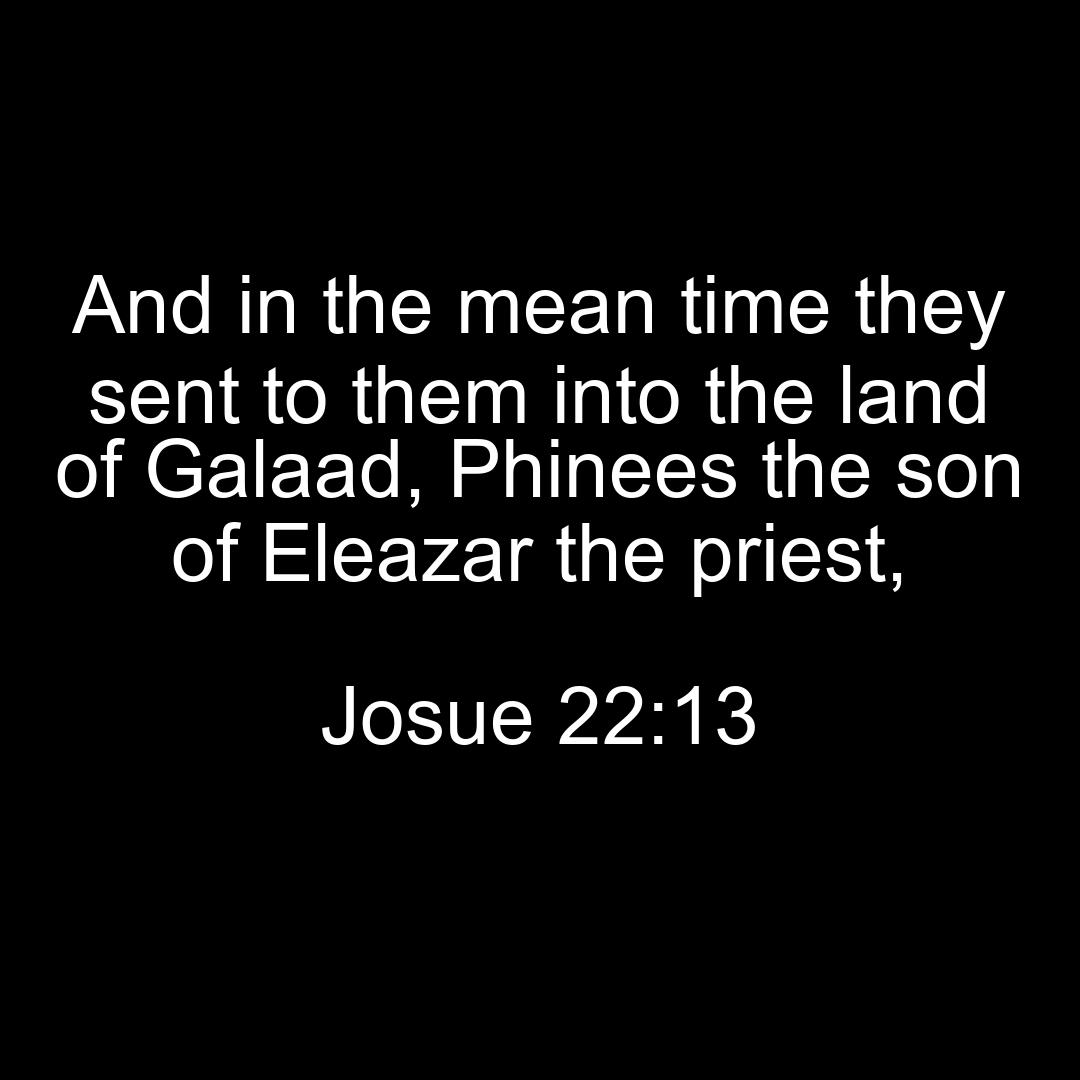 And in the mean time they
sent to them into the land
of Galaad, Phinees the son
of Eleazar the priest,
Josue 22:13